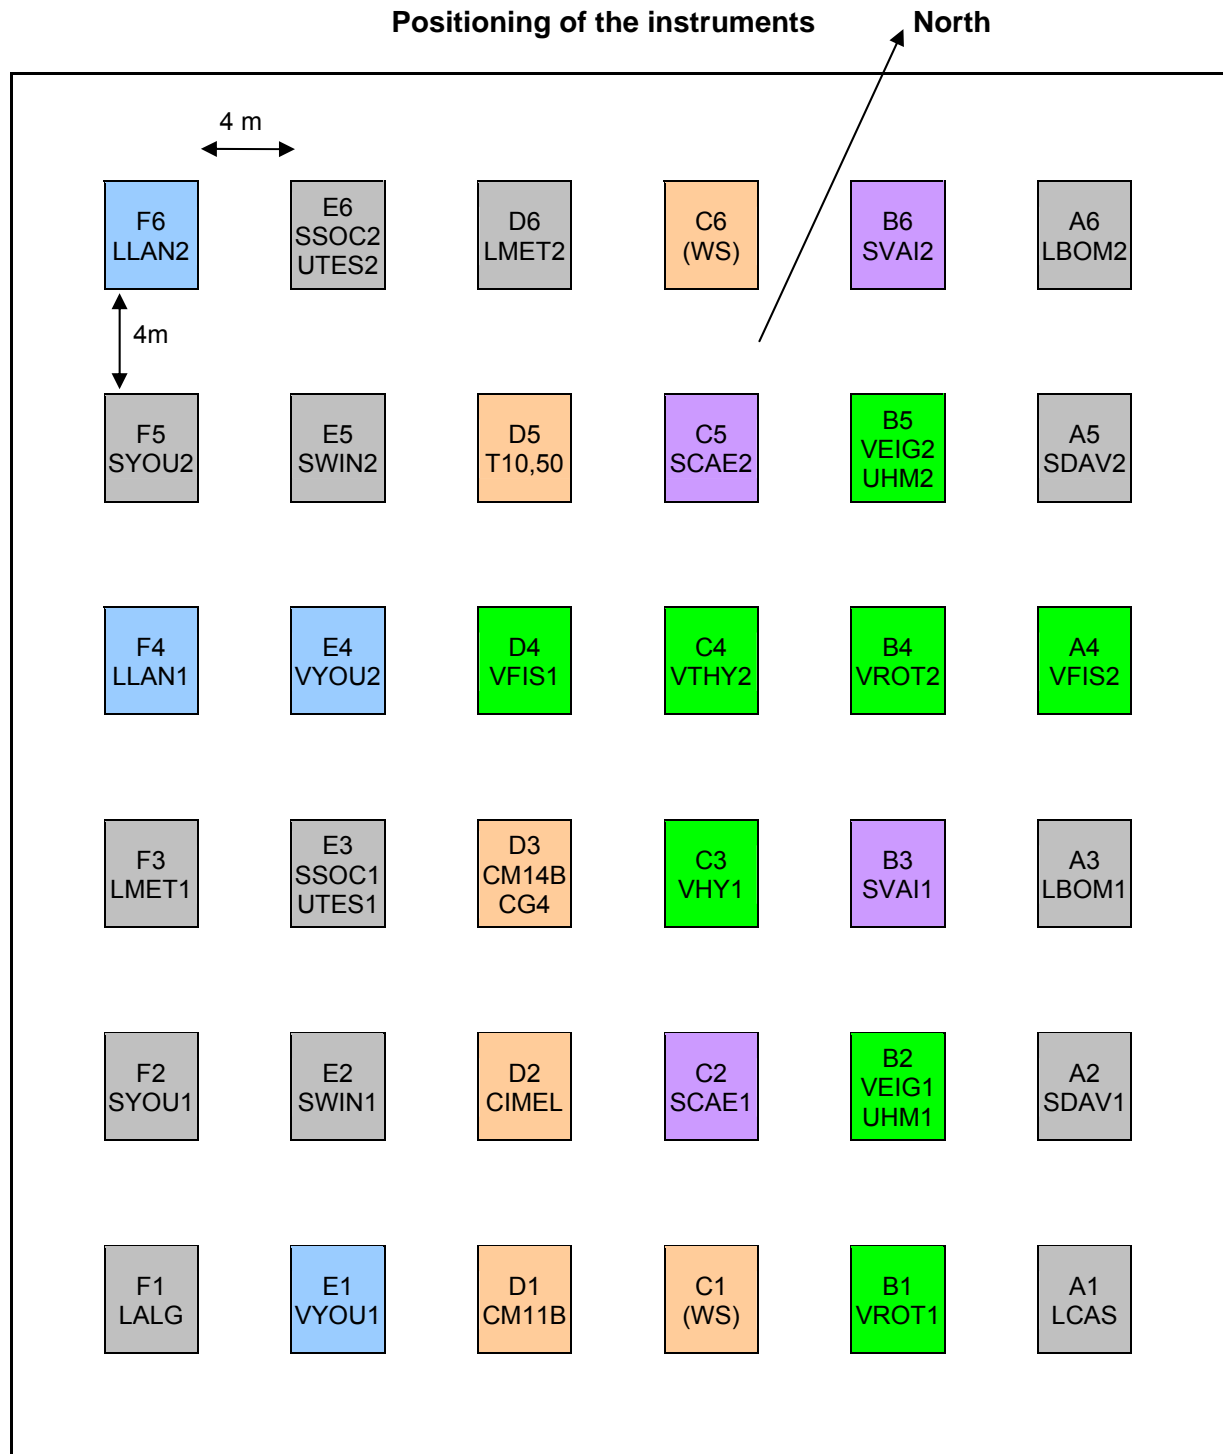 Positioning of the instruments
North
4 m
F6
LLAN2
E6
SSOC2
UTES2
D6
LMET2
C6
(WS)
B6
SVAI2
A6
LBOM2
4m
F5
SYOU2
E5
SWIN2
D5
T10,50
C5
SCAE2
B5
VEIG2
UHM2
A5
SDAV2
F4
LLAN1
E4
VYOU2
D4
VFIS1
C4
VTHY2
B4
VROT2
A4
VFIS2
F3
LMET1
E3
SSOC1
UTES1
D3
CM14B
CG4
C3
VHY1
B3
SVAI1
A3
LBOM1
F2
SYOU1
E2
SWIN1
D2
CIMEL
C2
SCAE1
B2
VEIG1
UHM1
A2
SDAV1
F1
LALG
E1
VYOU1
D1
CM11B
C1
(WS)
B1
VROT1
A1
LCAS